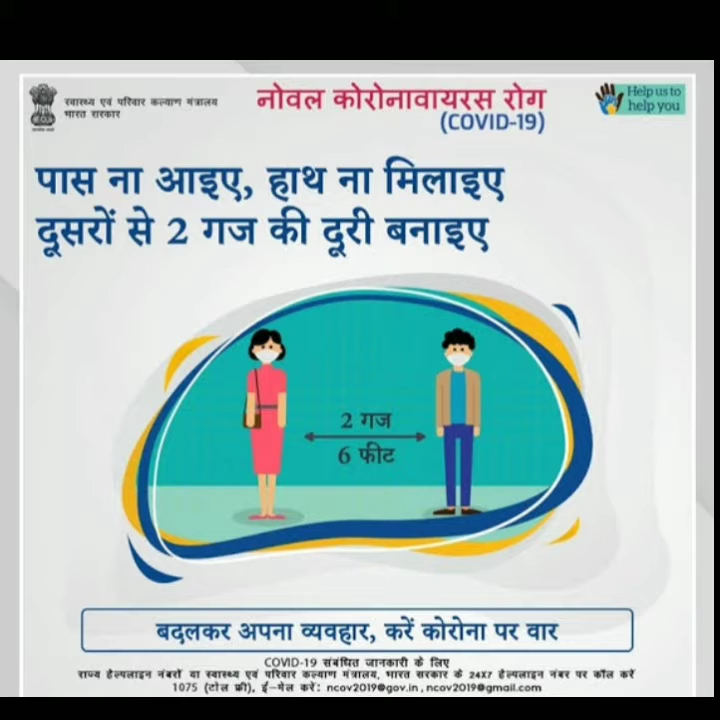 स्वास्थ्य एवं परिवार कल्याण मंत्रालय
भारत सरकार
नोवल कोरोनावायरस रोग
(COVID-19)
Help us to
help you
पास ना आइए, हाथ ना मिलाइए
दूसरों से 2 गज की दूरी बनाइए
2 गज
6 फीट
बदलकर अपना व्यवहार, करें कोरोना पर वार
COVID-19 संबंधित जानकारी के लिए
राज्य हेल्पलाइन नंबरों या स्वास्थ्य एवं परिवार कल्याण मंत्रालय, भारत सरकार के 24X7 हेल्पलाइन नंबर पर कॉल करें
1075 (टोल फ्री), ई-मेल करें: ncov2019@gov.in, ncov2019@gmail.com